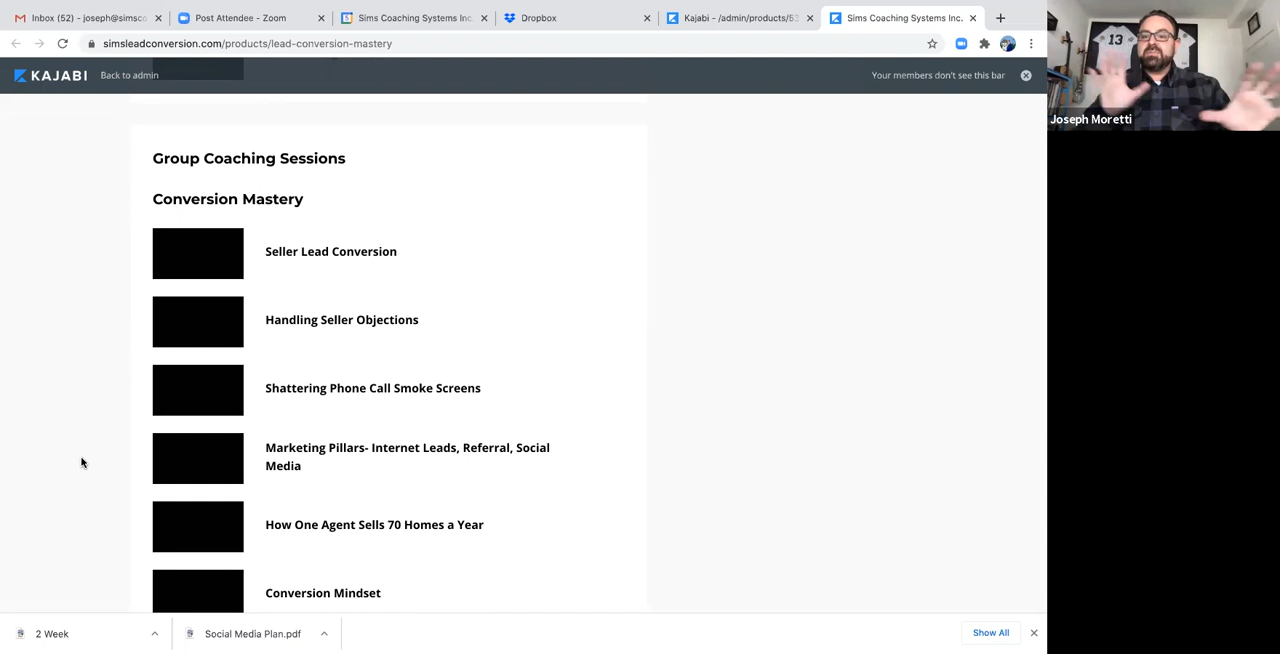 Inbox (52) - joseph@simsco
Post Attendee - Zoom
Sims Coaching Systems Inc.
Dropbox
Kajabi - /admin/products/53
Sims Coaching Systems Inc.
simsleadconversion.com/products/lead-conversion-mastery
KAJABI
Back to admin
Your members don't see this bar
13
Joseph Moretti
Group Coaching Sessions
Conversion Mastery
Seller Lead Conversion
Handling Seller Objections
Shattering Phone Call Smoke Screens
Marketing Pillars- Internet Leads, Referral, Social
Media
How One Agent Sells 70 Homes a Year
Conversion Mindset
2 Week
Social Media Plan.pdf
Show All